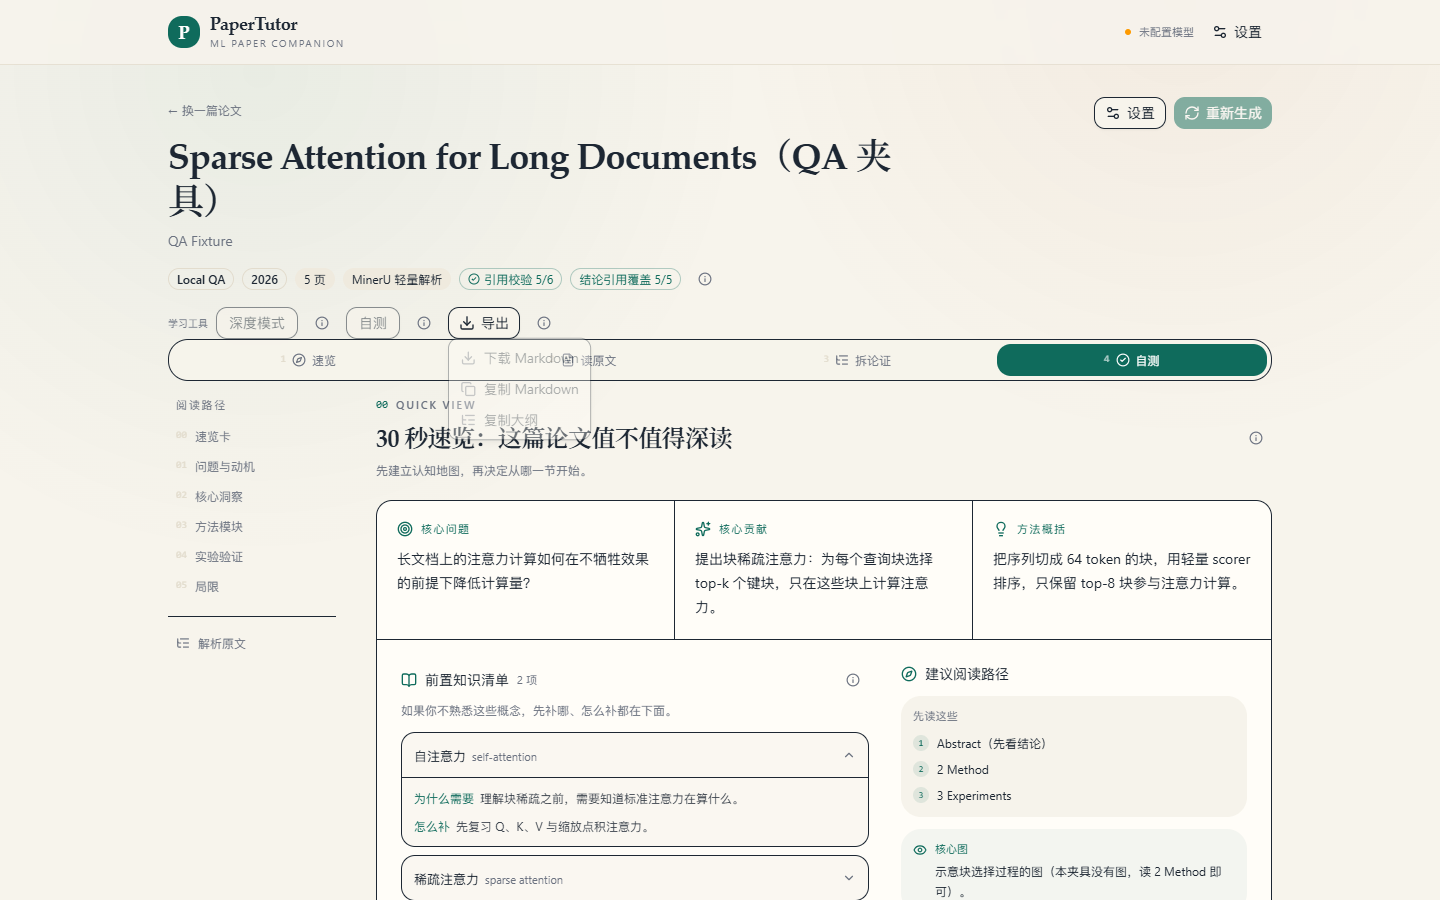 P
PaperTutor
ML PAPER COMPANION
未配置模型
设置
← 换一篇论文
设置
重新生成
Sparse Attention for Long Documents（QA 夹
具）
QA Fixture
Local QA
2026
5 页
MinerU 轻量解析
引用校验 5/6
结论引用覆盖 5/5
学习工具
深度模式
自测
导出
下载 Markdown
复制 Markdown
复制大纲
1 速览
读原文
3 拆论证
4 自测
阅读路径
00 速览卡
01 问题与动机
02 核心洞察
03 方法模块
04 实验验证
05 局限
解析原文
00 QUICK VIEW
30 秒速览：这篇论文值不值得深读
先建立认知地图，再决定从哪一节开始。
核心问题
长文档上的注意力计算如何在不牺牲效果
的前提下降低计算量？
核心贡献
提出块稀疏注意力：为每个查询块选择
top-k 个键块，只在这些块上计算注意
力。
方法概括
把序列切成 64 token 的块，用轻量 scorer
排序，只保留 top-8 块参与注意力计算。
前置知识清单 2 项
如果你不熟悉这些概念，先补哪、怎么补都在下面。
自注意力 self-attention
为什么需要 理解块稀疏之前，需要知道标准注意力在算什么。
怎么补 先复习 Q、K、V 与缩放点积注意力。
稀疏注意力 sparse attention
建议阅读路径
先读这些
1 Abstract（先看结论）
2 2 Method
3 3 Experiments
核心图
示意块选择过程的图（本夹具没有图，读 2 Method 即
可）。